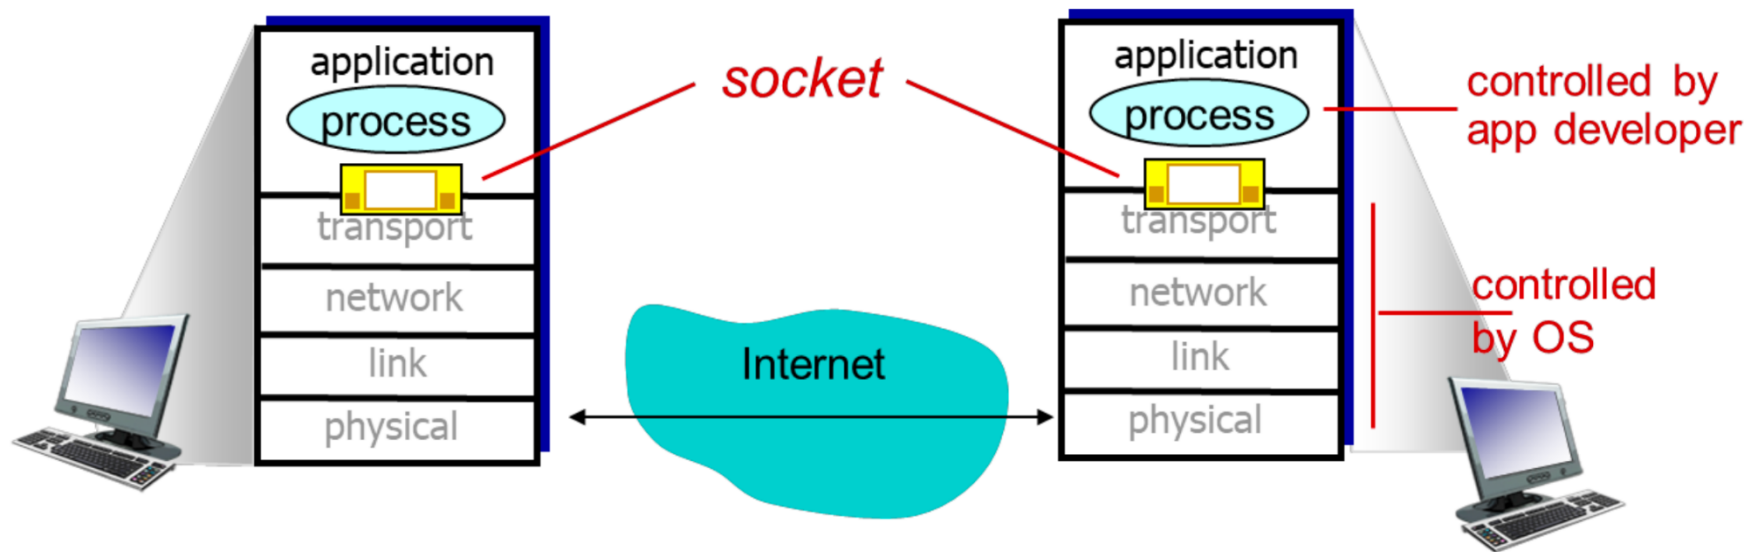 application
process
transport
network
link
physical
socket
Internet
application
process
transport
network
link
physical
controlled by
app developer
controlled
by OS